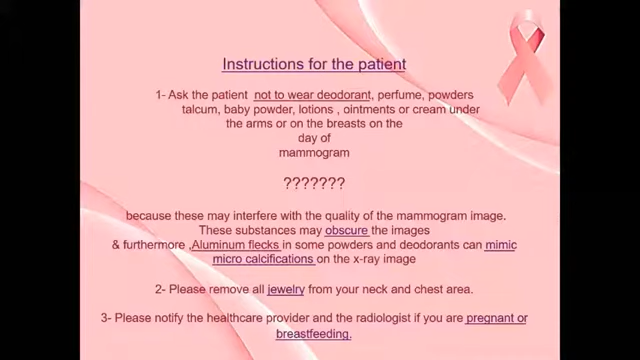 Instructions for the patient
1- Ask the patient not to wear deodorant, perfume, powders
talcum, baby powder, lotions , ointments or cream under
the arms or on the breasts on the
day of
mammogram
???????
because these may interfere with the quality of the mammogram image.
These substances may obscure the images
& furthermore ,Aluminum flecks in some powders and deodorants can mimic
micro calcifications on the x-ray image
2- Please remove all jewelry from your neck and chest area.
3- Please notify the healthcare provider and the radiologist if you are pregnant or
breastfeeding.